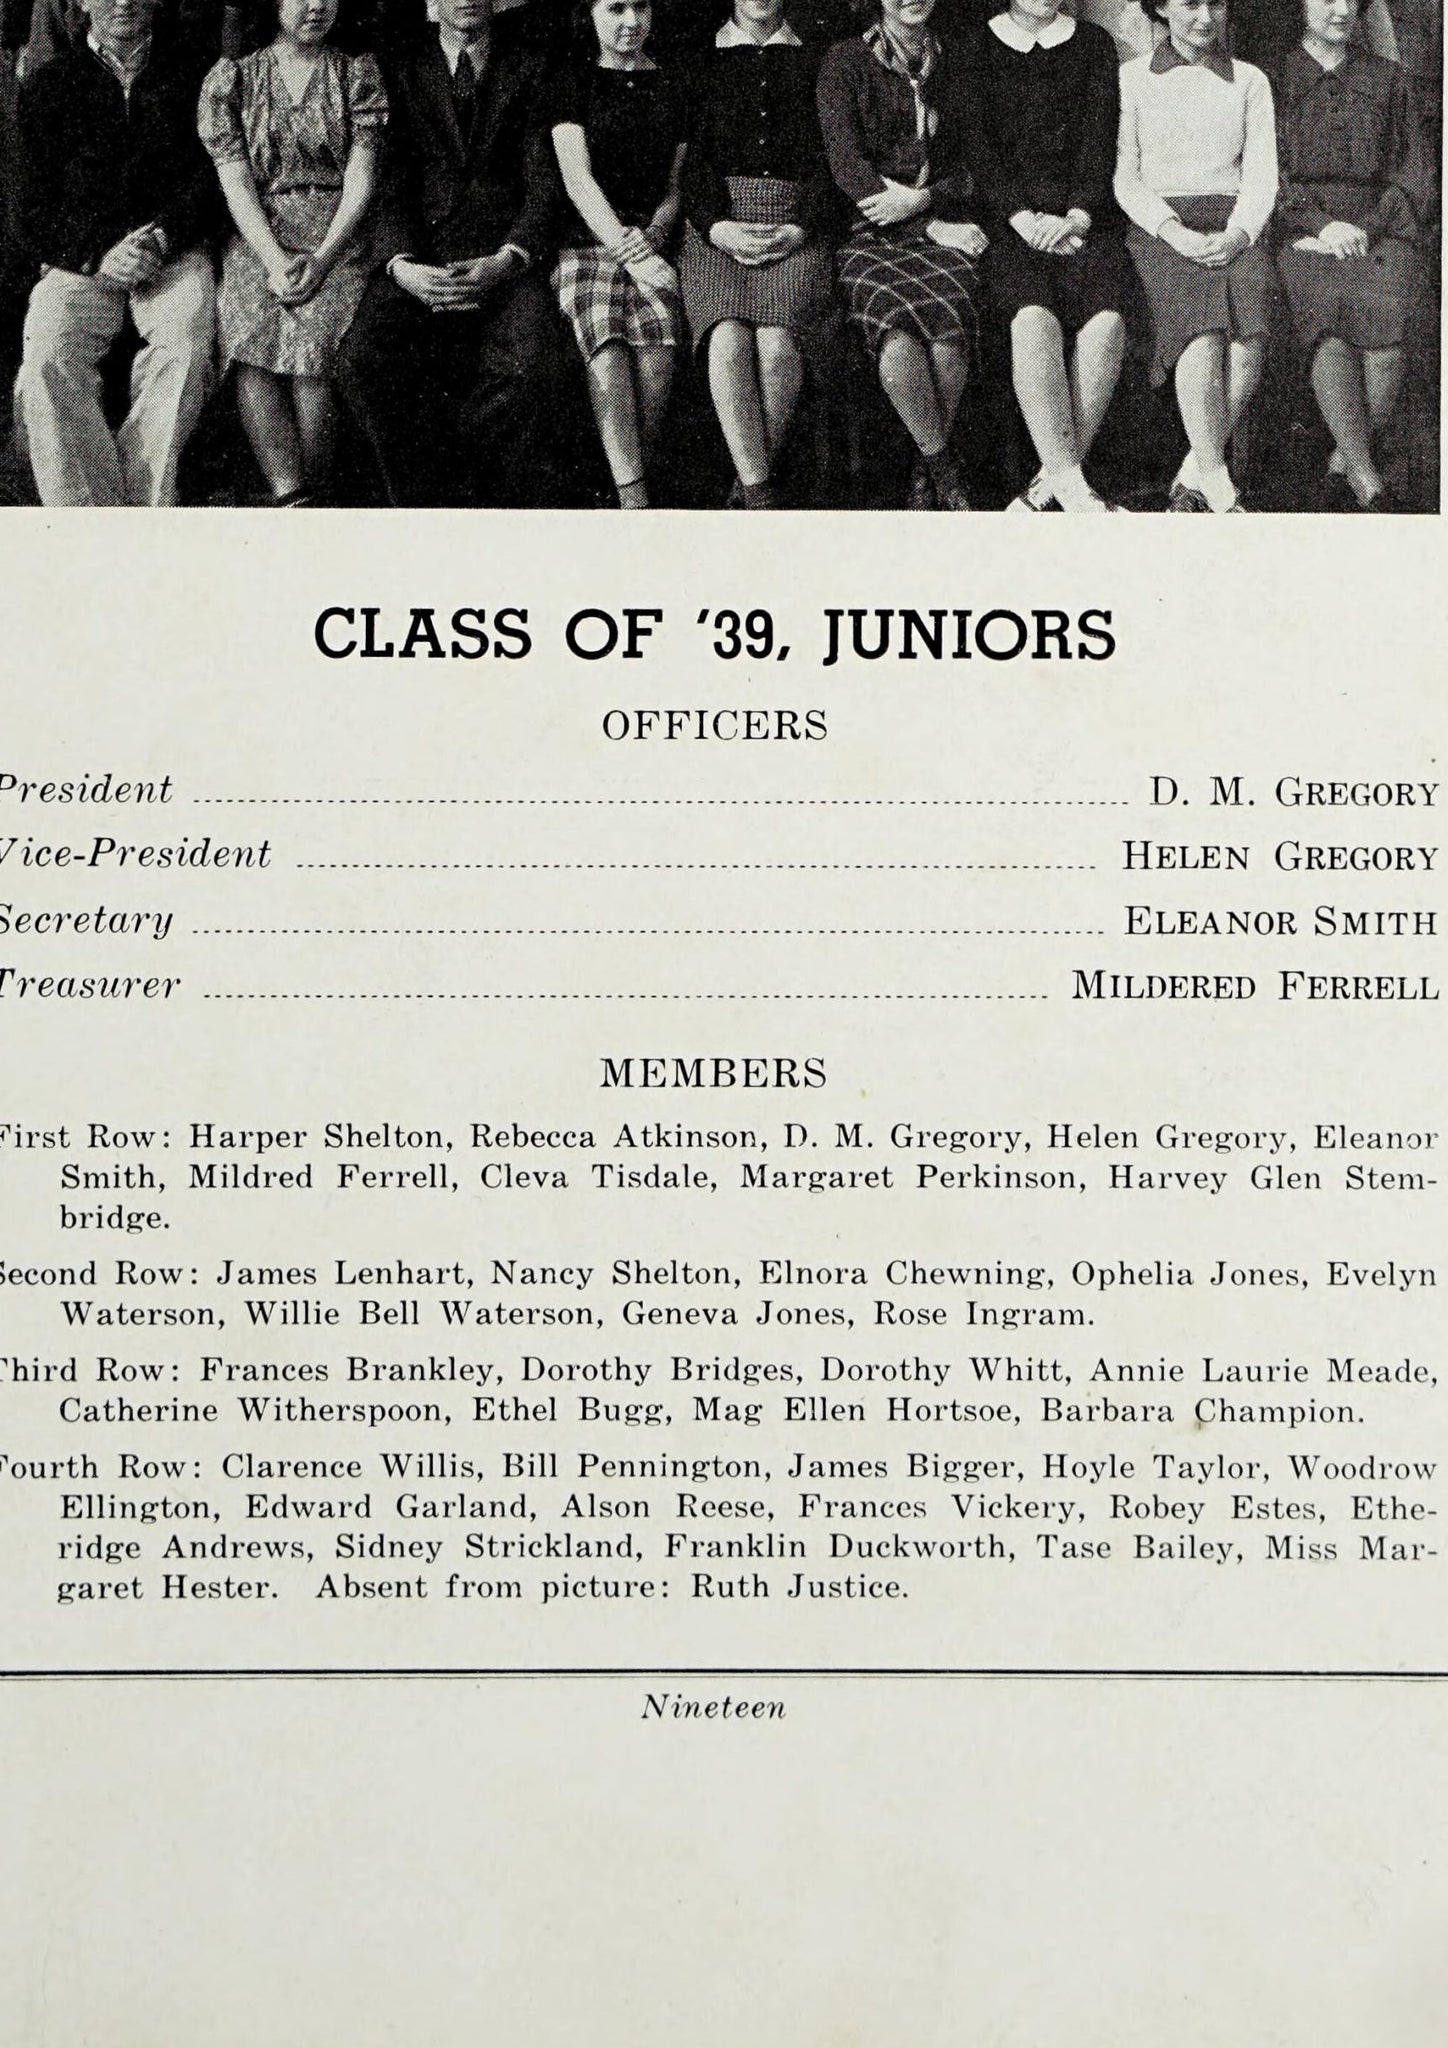 CLASS OF '39, JUNIORS
OFFICERS
President ........ D. M. GREGORY
Vice-President ........ HELEN GREGORY
Secretary ........ ELEANOR SMITH
Treasurer ........ MILDERED FERRELL
MEMBERS
First Row: Harper Shelton, Rebecca Atkinson, D. M. Gregory, Helen Gregory, Eleanor
Smith, Mildred Ferrell, Cleva Tisdale, Margaret Perkinson, Harvey Glen Stem-
bridge.
Second Row: James Lenhart, Nancy Shelton, Elnora Chewning, Ophelia Jones, Evelyn
Waterson, Willie Bell Waterson, Geneva Jones, Rose Ingram.
Third Row: Frances Brankley, Dorothy Bridges, Dorothy Whitt, Annie Laurie Meade,
Catherine Witherspoon, Ethel Bugg, Mag Ellen Hortsoe, Barbara Champion.
Fourth Row: Clarence Willis, Bill Pennington, James Bigger, Hoyle Taylor, Woodrow
Ellington, Edward Garland, Alson Reese, Frances Vickery, Robey Estes, Ethe-
ridge Andrews, Sidney Strickland, Franklin Duckworth, Tase Bailey, Miss Mar-
garet Hester. Absent from picture: Ruth Justice.
Nineteen